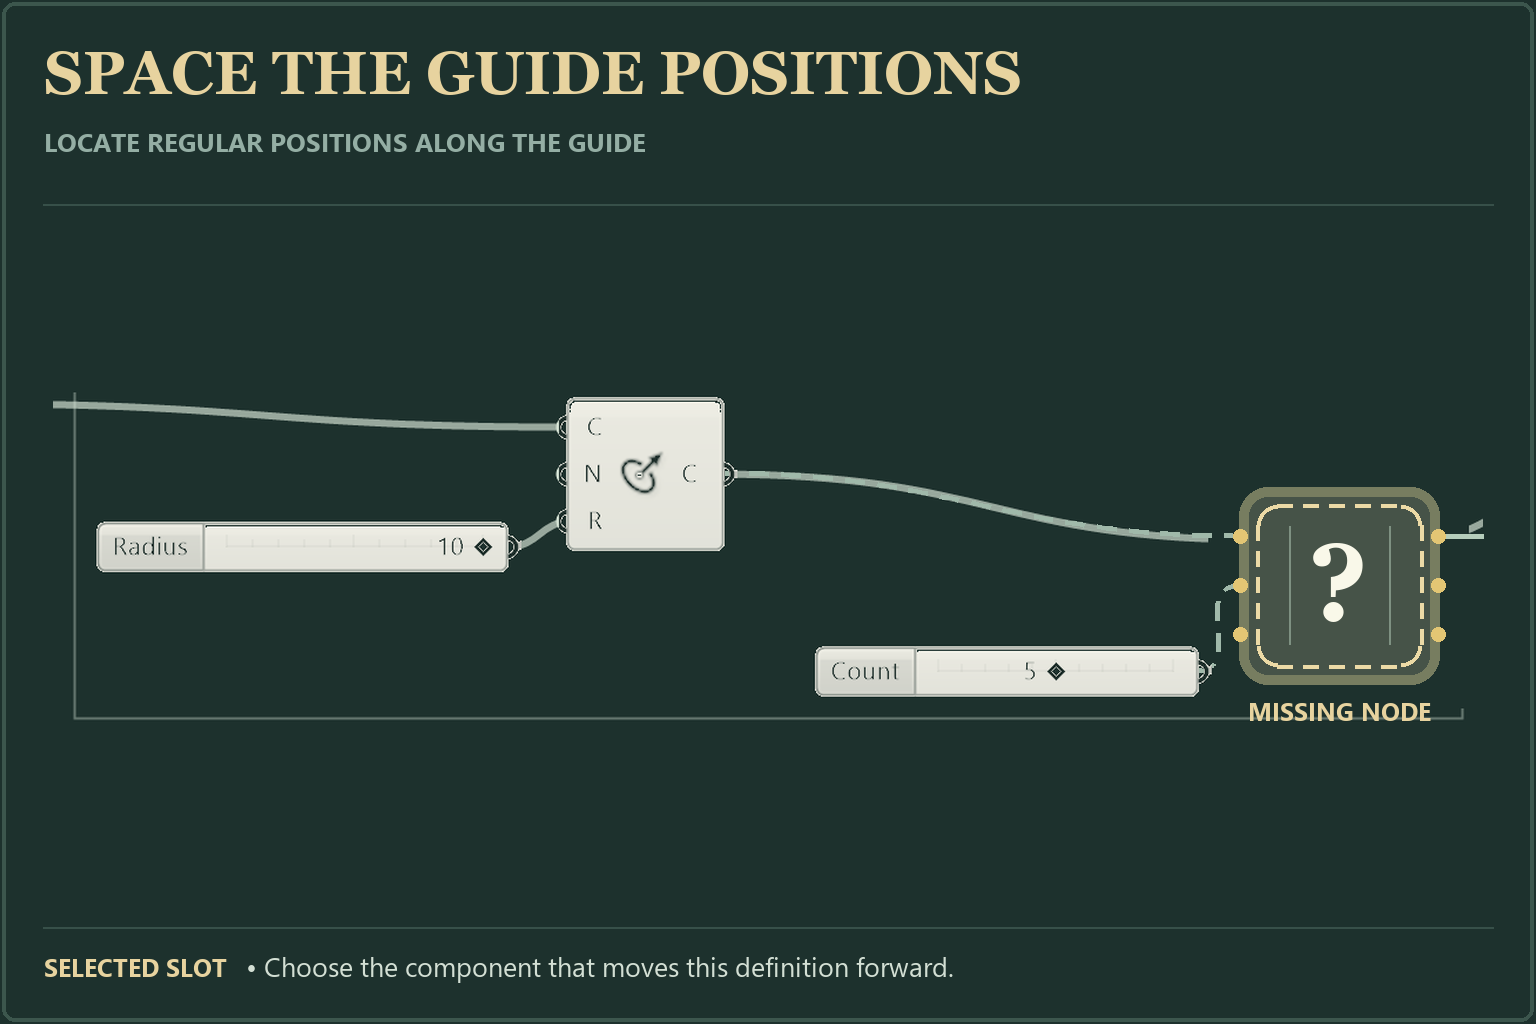 SPACE THE GUIDE POSITIONS
LOCATE REGULAR POSITIONS ALONG THE GUIDE
C
N C
R
Radius 10
?
Count 5
MISSING NODE
SELECTED SLOT • Choose the component that moves this definition forward.